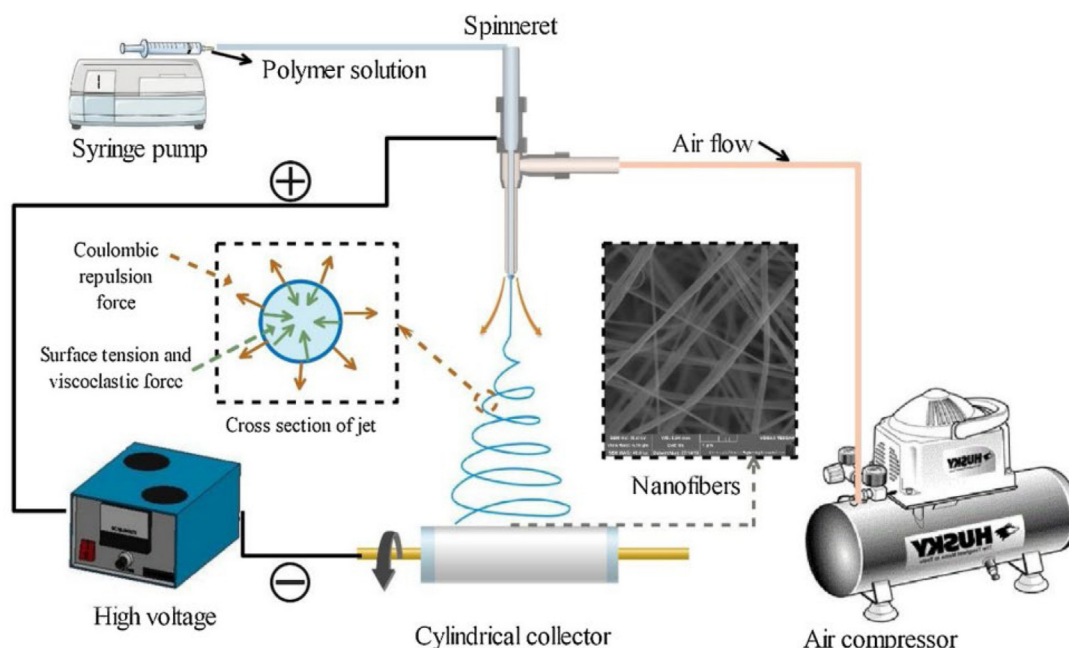 Spinneret
Polymer solution
Syringe pump
Air flow
+
Coulombic
repulsion
force
Surface tension and
viscoclastic force
Cross section of jet
Nanofibers
HUSKY
HUSKY
−
High voltage
Cylindrical collector
Air compressor